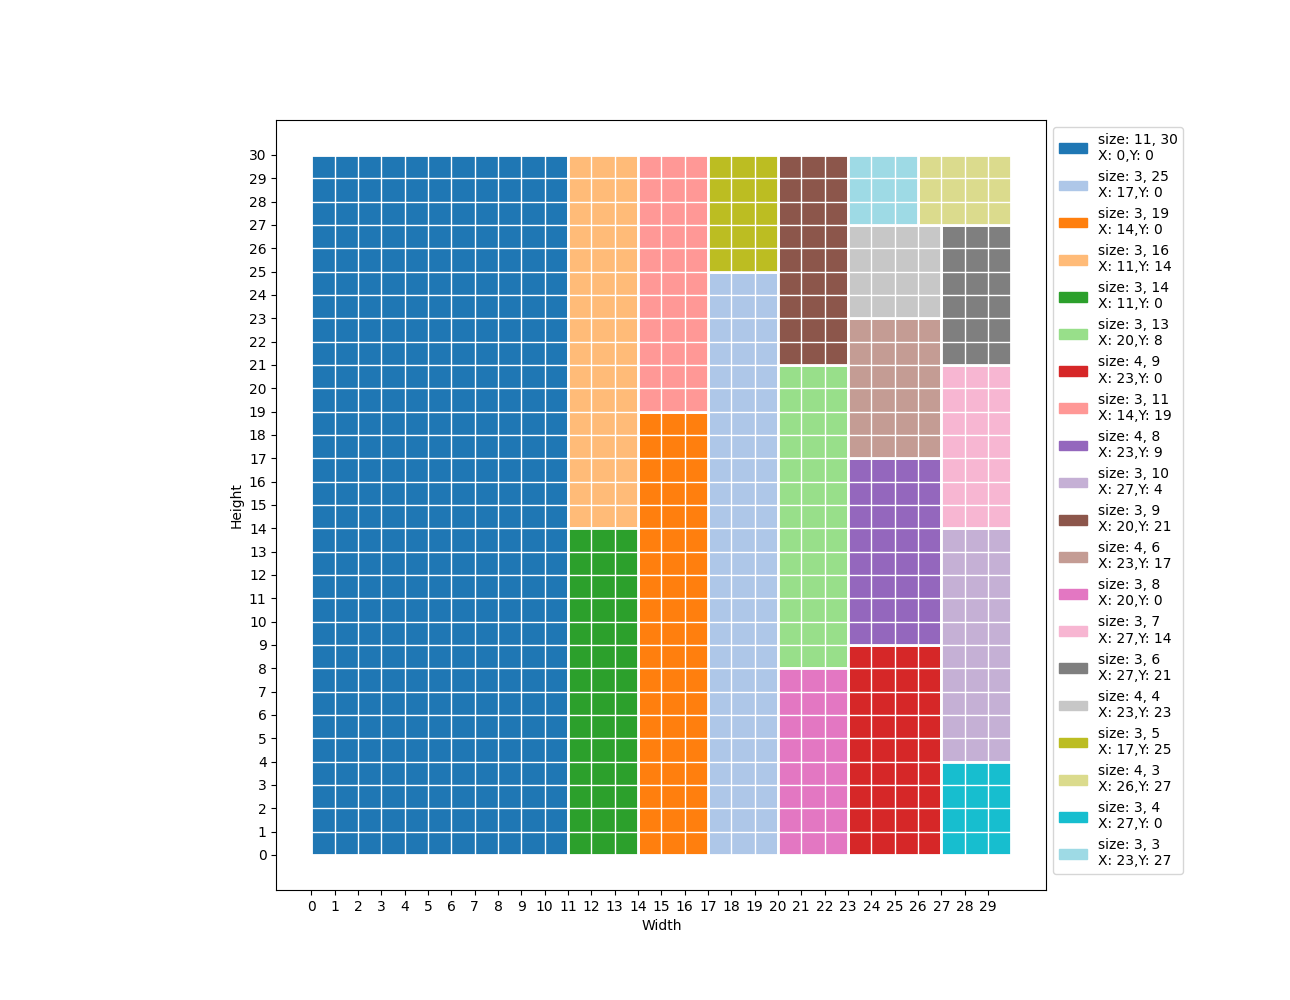 30
29
28
27
26
25
24
23
22
21
20
19
18
17
16
15
14
13
12
11
10
9
8
7
6
5
4
3
2
1
0
Height
0 1 2 3 4 5 6 7 8 9 10 11 12 13 14 15 16 17 18 19 20 21 22 23 24 25 26 27 28 29
Width
size: 11, 30
X: 0,Y: 0
size: 3, 25
X: 17,Y: 0
size: 3, 19
X: 14,Y: 0
size: 3, 16
X: 11,Y: 14
size: 3, 14
X: 11,Y: 0
size: 3, 13
X: 20,Y: 8
size: 4, 9
X: 23,Y: 0
size: 3, 11
X: 14,Y: 19
size: 4, 8
X: 23,Y: 9
size: 3, 10
X: 27,Y: 4
size: 3, 9
X: 20,Y: 21
size: 4, 6
X: 23,Y: 17
size: 3, 8
X: 20,Y: 0
size: 3, 7
X: 27,Y: 14
size: 3, 6
X: 27,Y: 21
size: 4, 4
X: 23,Y: 23
size: 3, 5
X: 17,Y: 25
size: 4, 3
X: 26,Y: 27
size: 3, 4
X: 27,Y: 0
size: 3, 3
X: 23,Y: 27